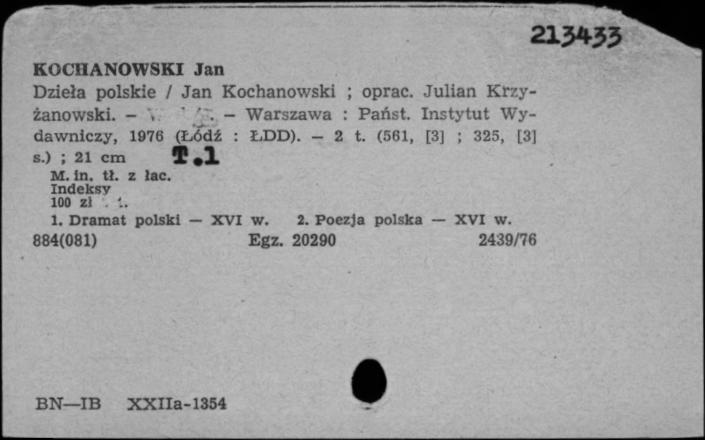 213433
KOCHANOWSKI Jan
Dzieła polskie / Jan Kochanowski ; oprac. Julian Krzy-
żanowski. — — Warszawa : Państ. Instytut Wy-
dawniczy, 1976 (Łódź : ŁDD). — 2 t. (561, [3] ; 325, [3]
s.) ; 21 cm T.1
M. in. tł. z łac.
Indeksy
100 zł
1. Dramat polski — XVI w. 2. Poezja polska — XVI w.
884(081) Egz. 20290 2439/76
BN—IB XXIIa-1354